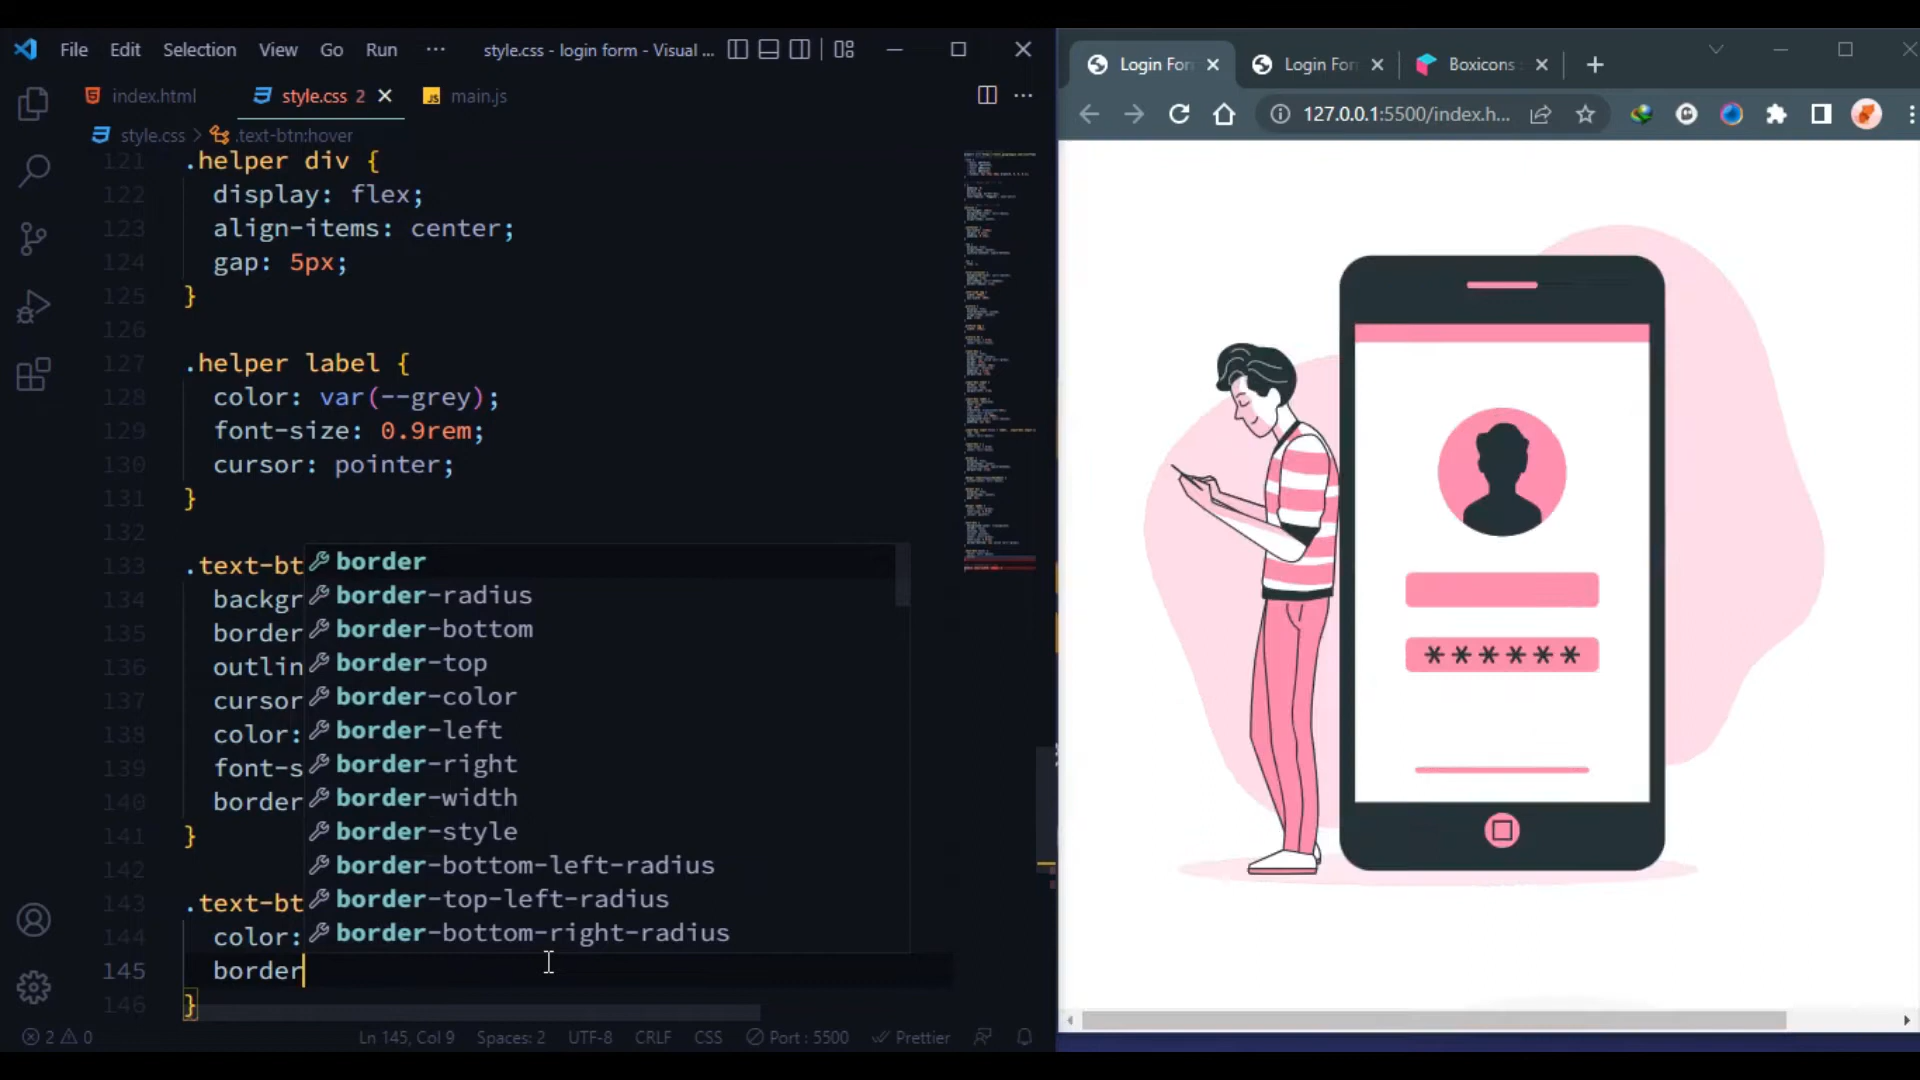 File Edit Selection View Go Run ··· style.css - login form - Visual ...
index.html style.css 2 main.js
style.css > .text-btn:hover
121 .helper div {
122 display: flex;
123 align-items: center;
124 gap: 5px;
125 }
126
127 .helper label {
128 color: var(--grey);
129 font-size: 0.9rem;
130 cursor: pointer;
131 }
132
133 .text-bt
134 backgr
135 border
136 outlin
137 cursor
138 color:
139 font-s
140 border
141 }
142
143 .text-bt
144 color:
145 border
146 }
border
border-radius
border-bottom
border-top
border-color
border-left
border-right
border-width
border-style
border-bottom-left-radius
border-top-left-radius
border-bottom-right-radius
2 0 Ln 145, Col 9 Spaces: 2 UTF-8 CRLF CSS Port : 5500 Prettier
Login For Login For Boxicons
127.0.0.1:5500/index.h...
******